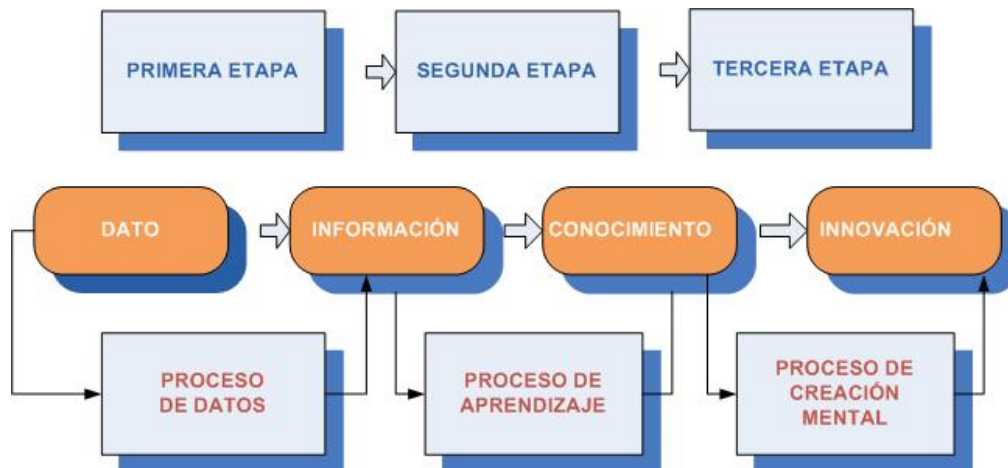 PRIMERA ETAPA
SEGUNDA ETAPA
TERCERA ETAPA
DATO
INFORMACIÓN
CONOCIMIENTO
INNOVACIÓN
PROCESO
DE DATOS
PROCESO DE
APRENDIZAJE
PROCESO DE
CREACIÓN
MENTAL